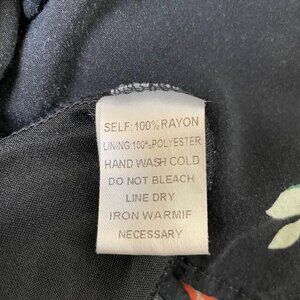 SELF:100%RAYON
LINING 100%POLYESTER
HAND WASH COLD
DO NOT BLEACH
LINE DRY
IRON WARMIF
NECESSARY